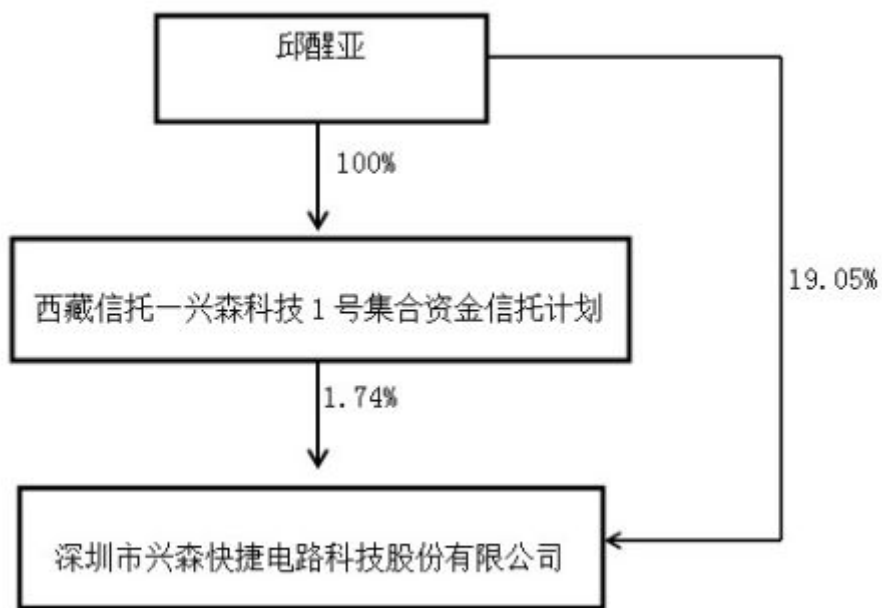 邱醒亚
100%
19.05%
西藏信托一兴森科技1号集合资金信托计划
1.74%
深圳市兴森快捷电路科技股份有限公司